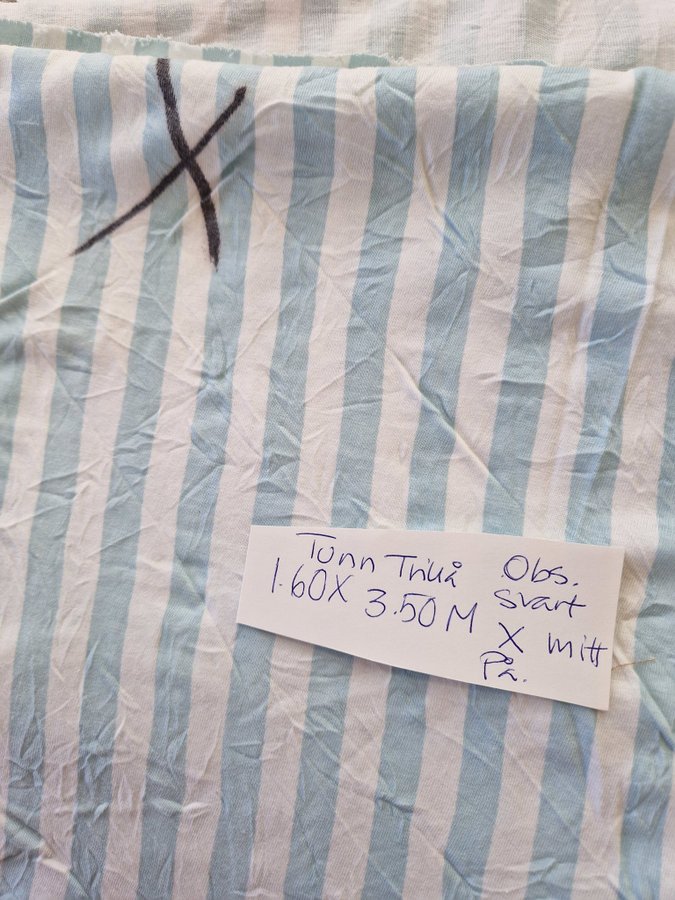 Tunn Trikå
1.60X 3.50M
Obs.
svart
X mitt
På.